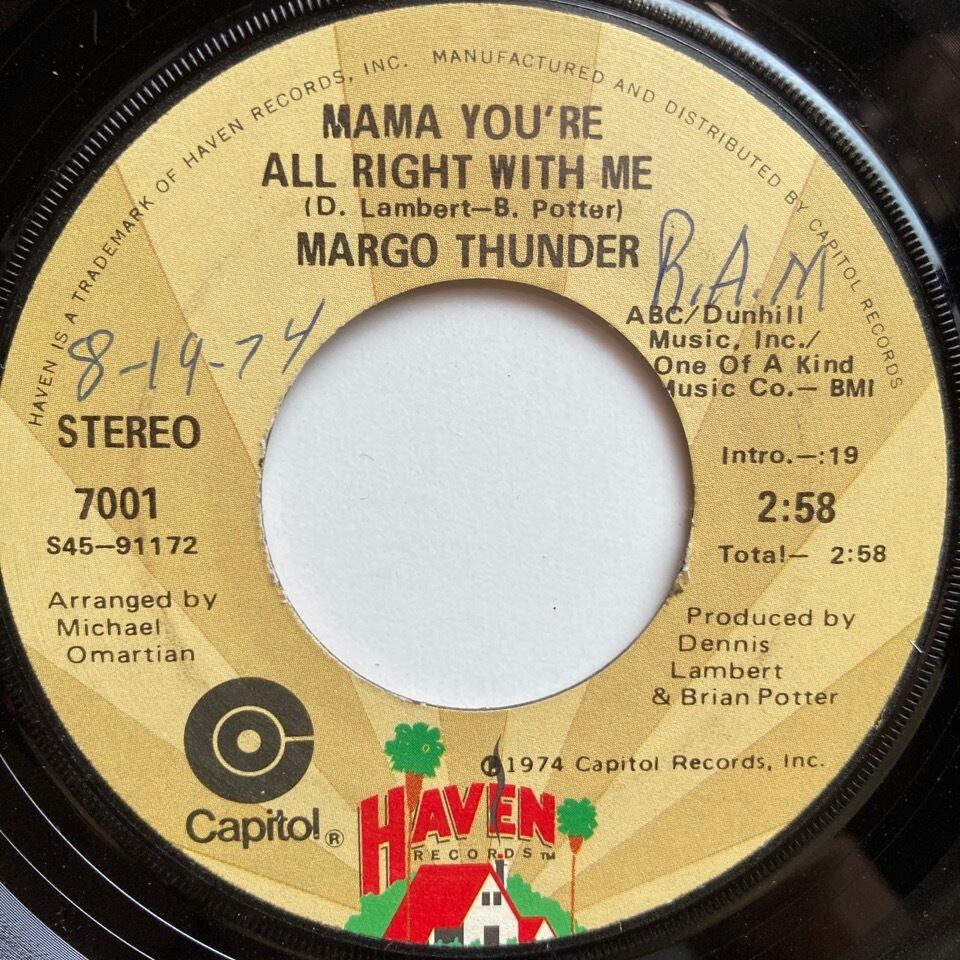 HAVEN IS A TRADEMARK OF HAVEN RECORDS, INC. MANUFACTURED AND DISTRIBUTED BY CAPITOL RECORDS
MAMA YOU'RE
ALL RIGHT WITH ME
(D. Lambert—B. Potter)
MARGO THUNDER
R.A.M
8-19-74
ABC/Dunhill
Music, Inc./
One Of A Kind
Music Co.— BMI
STEREO
7001
S45—91172
Intro.—:19
2:58
Total— 2:58
Arranged by
Michael
Omartian
Produced by
Dennis
Lambert
& Brian Potter
Ⓟ1974 Capitol Records, Inc.
Capitol®
HAVEN
RECORDS™